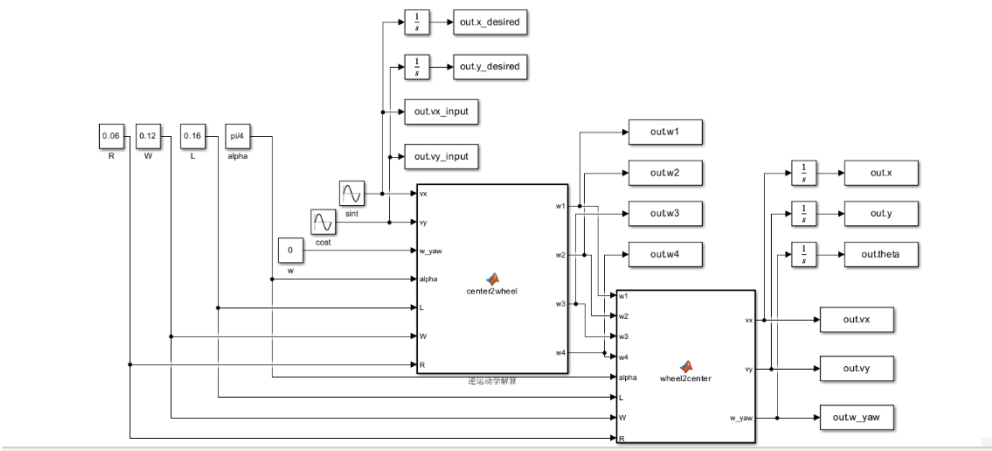 1
s
out.x_desired
1
s
out.y_desired
out.vx_input
out.vy_input
0.06
R
0.12
W
0.16
L
pi/4
alpha
sint
cost
0
w
vx
vy
w_yaw
alpha
L
W
R
center2wheel
w1
w2
w3
w4
逆运动学解算
out.w1
out.w2
out.w3
out.w4
w1
w2
w3
w4
alpha
L
W
R
wheel2center
vx
vy
w_yaw
1
s
out.x
1
s
out.y
1
s
out.theta
out.vx
out.vy
out.w_yaw